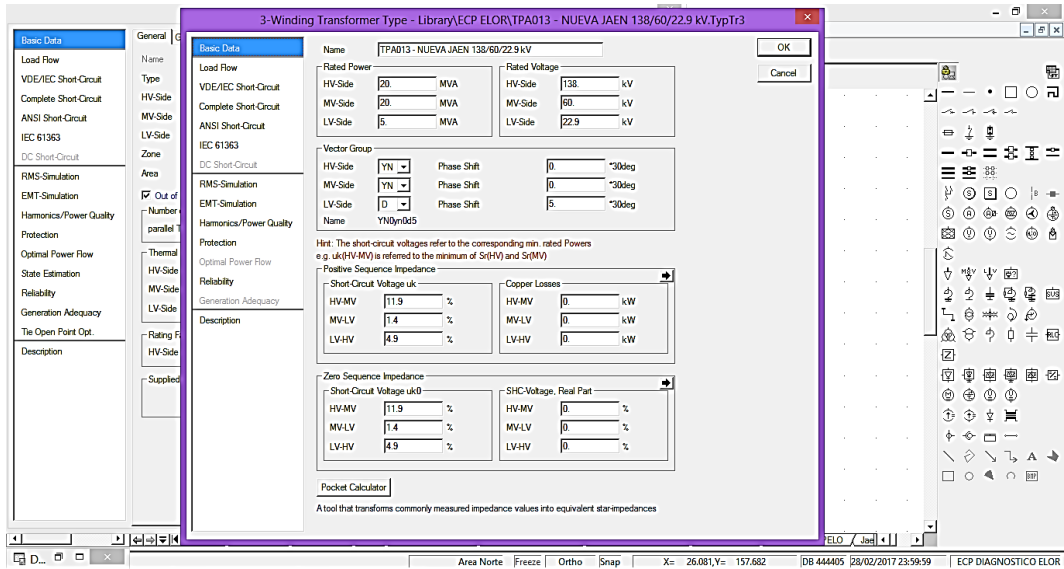 3-Winding Transformer Type - Library\ECP ELOR\TPA013 - NUEVA JAEN 138/60/22.9 kV.TypTr3
Basic Data
Load Flow
VDE/IEC Short-Circuit
Complete Short-Circuit
ANSI Short-Circuit
IEC 61363
DC Short-Circuit
RMS-Simulation
EMT-Simulation
Harmonics/Power Quality
Protection
Optimal Power Flow
State Estimation
Reliability
Generation Adequacy
Tie Open Point Opt.
Description
General
Name
Type
HV-Side
MV-Side
LV-Side
Zone
Area
Out of
Number
parallel T
Thermal
HV-Side
MV-Side
LV-Side
Rating F
HV-Side
Supplied
Basic Data
Load Flow
VDE/IEC Short-Circuit
Complete Short-Circuit
ANSI Short-Circuit
IEC 61363
DC Short-Circuit
RMS-Simulation
EMT-Simulation
Harmonics/Power Quality
Protection
Optimal Power Flow
Reliability
Generation Adequacy
Description
Name TPA013 - NUEVA JAEN 138/60/22.9 kV
OK
Cancel
Rated Power
HV-Side 20. MVA
MV-Side 20. MVA
LV-Side 5. MVA
Rated Voltage
HV-Side 138. kV
MV-Side 60. kV
LV-Side 22.9 kV
Vector Group
HV-Side YN Phase Shift 0. *30deg
MV-Side YN Phase Shift 0. *30deg
LV-Side D Phase Shift 5. *30deg
Name YN0yn0d5
Hint: The short-circuit voltages refer to the corresponding min. rated Powers
e.g. uk(HV-MV) is referred to the minimum of Sr(HV) and Sr(MV)
Positive Sequence Impedance
Short-Circuit Voltage uk
HV-MV 11.9 %
MV-LV 1.4 %
LV-HV 4.9 %
Copper Losses
HV-MV 0. kW
MV-LV 0. kW
LV-HV 0. kW
Zero Sequence Impedance
Short-Circuit Voltage uk0
HV-MV 11.9 %
MV-LV 1.4 %
LV-HV 4.9 %
SHC-Voltage, Real Part
HV-MV 0. %
MV-LV 0. %
LV-HV 0. %
Pocket Calculator
A tool that transforms commonly measured impedance values into equivalent star-impedances
SVS
RLC
A
ELO
Jae
D...
Area Norte
Freeze
Ortho
Snap
X= 26.081,Y= 157.682
DB 444405
28/02/2017 23:59:59
ECP DIAGNOSTICO ELOR